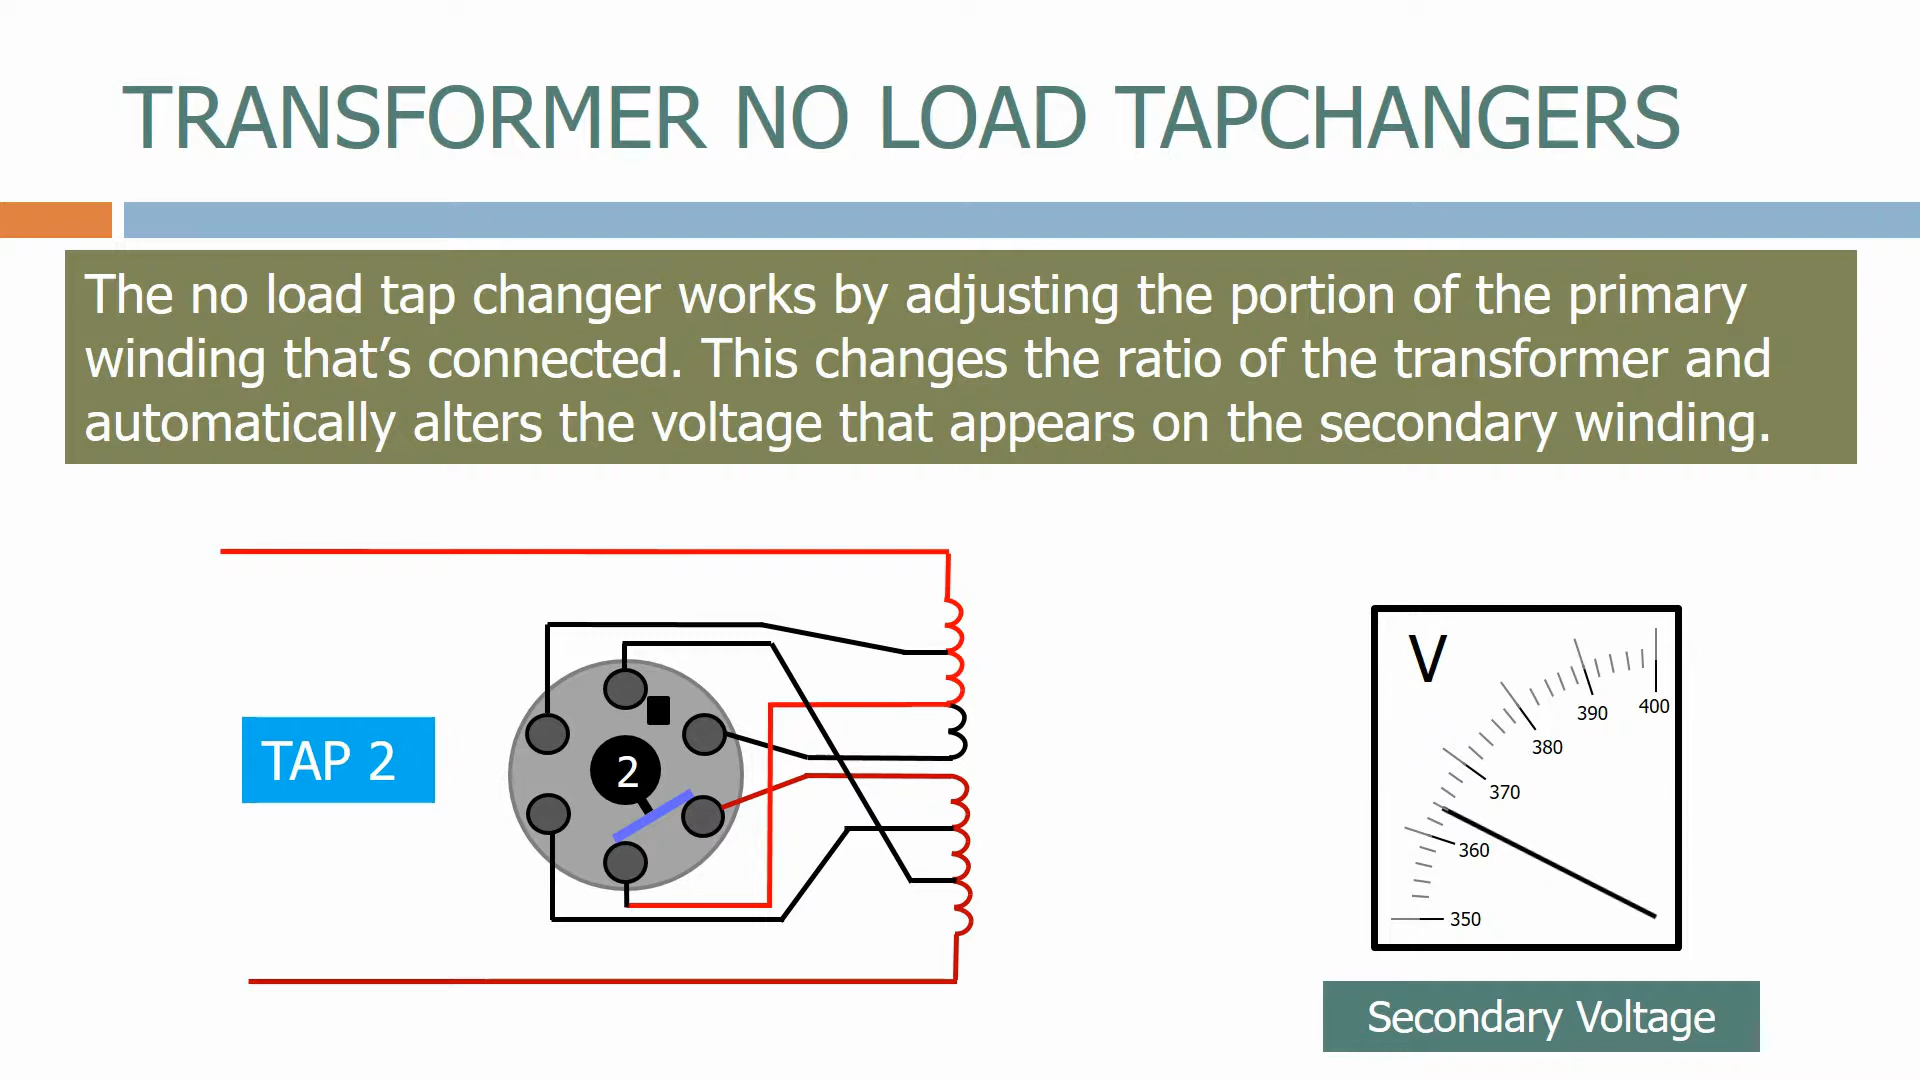 TRANSFORMER NO LOAD TAPCHANGERS
The no load tap changer works by adjusting the portion of the primary
winding that’s connected. This changes the ratio of the transformer and
automatically alters the voltage that appears on the secondary winding.
TAP 2
2
V
400
390
380
370
360
350
Secondary Voltage